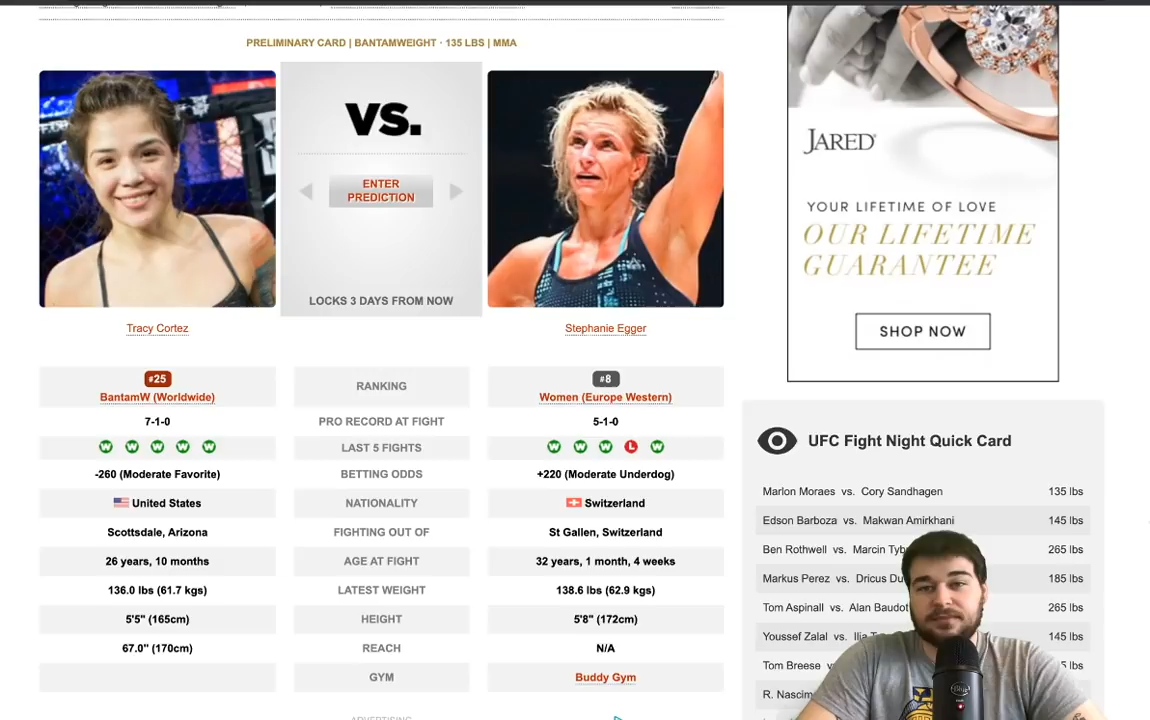 PRELIMINARY CARD | BANTAMWEIGHT · 135 LBS | MMA
VS.
ENTER
PREDICTION
LOCKS 3 DAYS FROM NOW
Tracy Cortez
Stephanie Egger
#25
RANKING
#8
BantamW (Worldwide)
Women (Europe Western)
7-1-0
PRO RECORD AT FIGHT
5-1-0
W W W W W
LAST 5 FIGHTS
W W W L W
-260 (Moderate Favorite)
BETTING ODDS
+220 (Moderate Underdog)
United States
NATIONALITY
Switzerland
Scottsdale, Arizona
FIGHTING OUT OF
St Gallen, Switzerland
26 years, 10 months
AGE AT FIGHT
32 years, 1 month, 4 weeks
136.0 lbs (61.7 kgs)
LATEST WEIGHT
138.6 lbs (62.9 kgs)
5'5" (165cm)
HEIGHT
5'8" (172cm)
67.0" (170cm)
REACH
N/A
GYM
Buddy Gym
JARED
YOUR LIFETIME OF LOVE
OUR LIFETIME
GUARANTEE
SHOP NOW
UFC Fight Night Quick Card
Marlon Moraes vs. Cory Sandhagen 135 lbs
Edson Barboza vs. Makwan Amirkhani 145 lbs
Ben Rothwell vs. Marcin Tyb 265 lbs
Markus Perez vs. Dricus Du 185 lbs
Tom Aspinall vs. Alan Baudot 265 lbs
Youssef Zalal vs. Ilia 145 lbs
Tom Breese lbs
R. Nascim
Blue